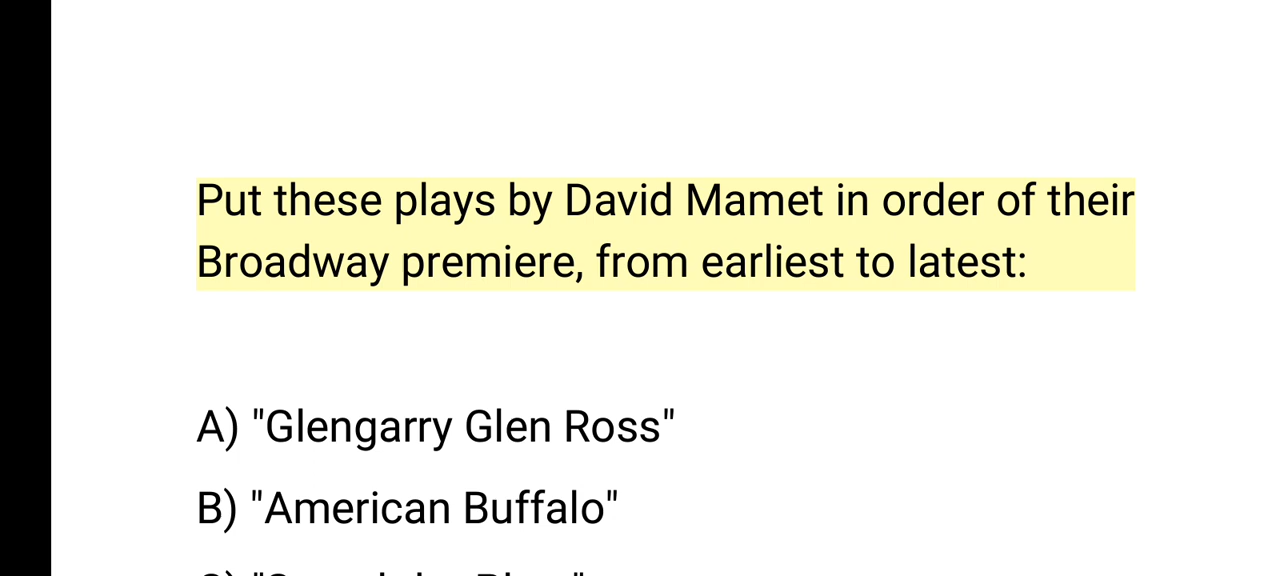 Put these plays by David Mamet in order of their
Broadway premiere, from earliest to latest:
A) "Glengarry Glen Ross"
B) "American Buffalo"